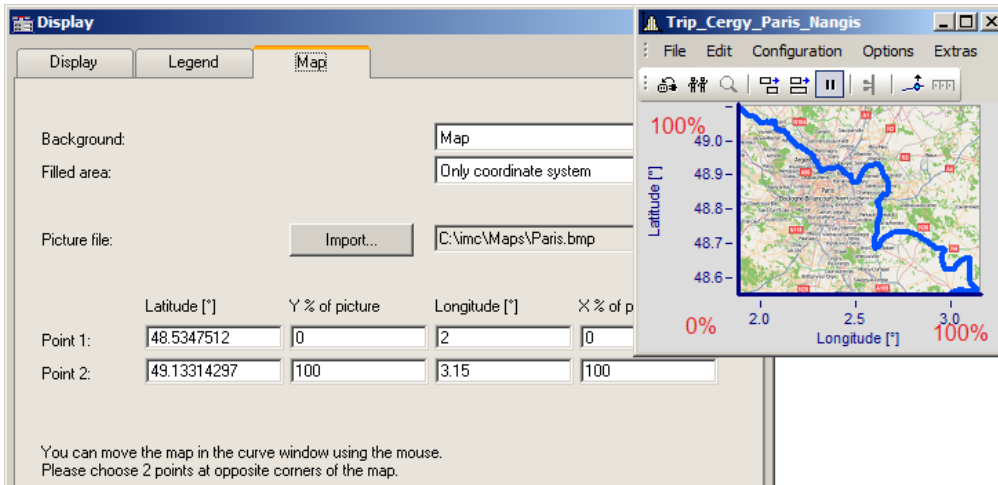 Display
Display Legend Map
Background: Map
Filled area: Only coordinate system
Picture file: Import... C:\imc\Maps\Paris.bmp
Latitude [°] Y % of picture Longitude [°] X % of p
Point 1: 48.5347512 0 2 0
Point 2: 49.13314297 100 3.15 100
You can move the map in the curve window using the mouse.
Please choose 2 points at opposite corners of the map.
Trip_Cergy_Paris_Nangis
File Edit Configuration Options Extras
100%
49.0
48.9
48.8
48.7
48.6
Latitude [°]
Paris
0%
2.0 2.5 3.0
Longitude [°]
100%